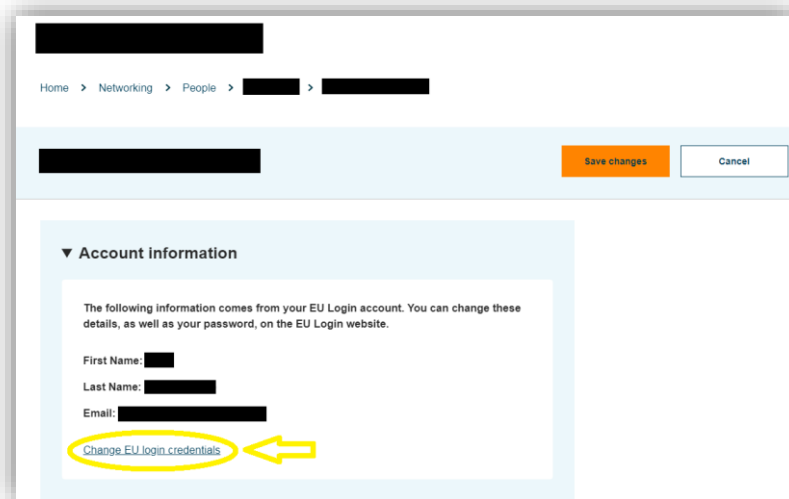 Home > Networking > People > >
Save changes Cancel
Account information
The following information comes from your EU Login account. You can change these
details, as well as your password, on the EU Login website.
First Name:
Last Name:
Email:
Change EU login credentials